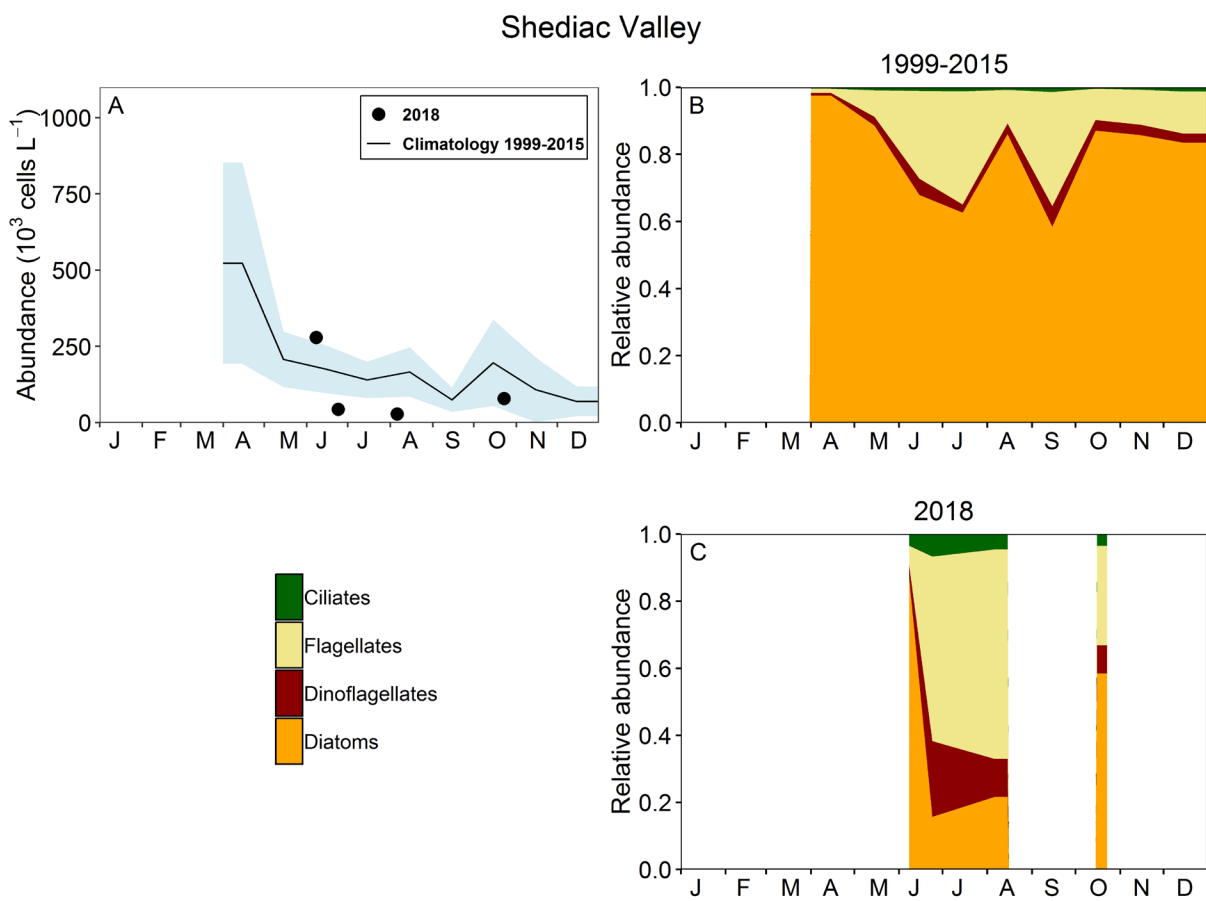 Shediac Valley
A
2018
Climatology 1999-2015
Abundance (10³ cells L⁻¹)
1000
750
500
250
0
J F M A M J J A S O N D
1999-2015
B
Relative abundance
1.0
0.8
0.6
0.4
0.2
0.0
J F M A M J J A S O N D
Ciliates
Flagellates
Dinoflagellates
Diatoms
2018
C
Relative abundance
1.0
0.8
0.6
0.4
0.2
0.0
J F M A M J J A S O N D